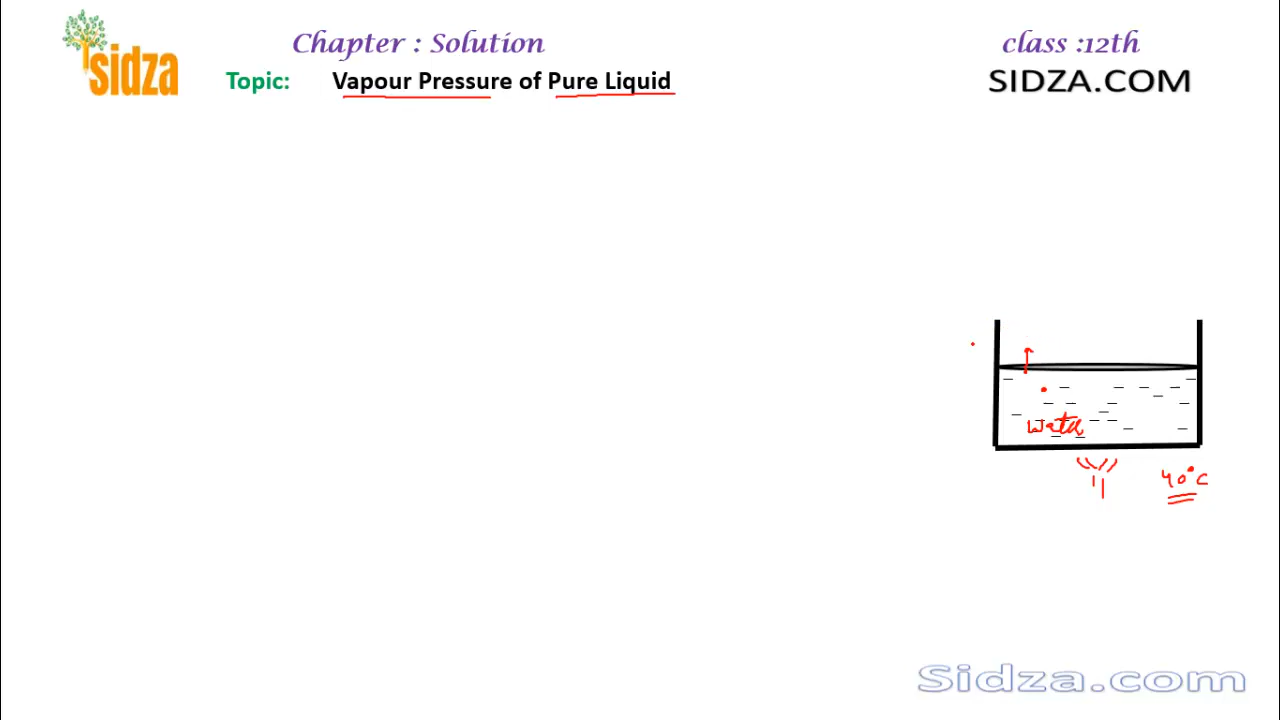 sidza
Chapter : Solution
class :12th
Topic: Vapour Pressure of Pure Liquid
SIDZA.COM
Water
40°C
Sidza.com